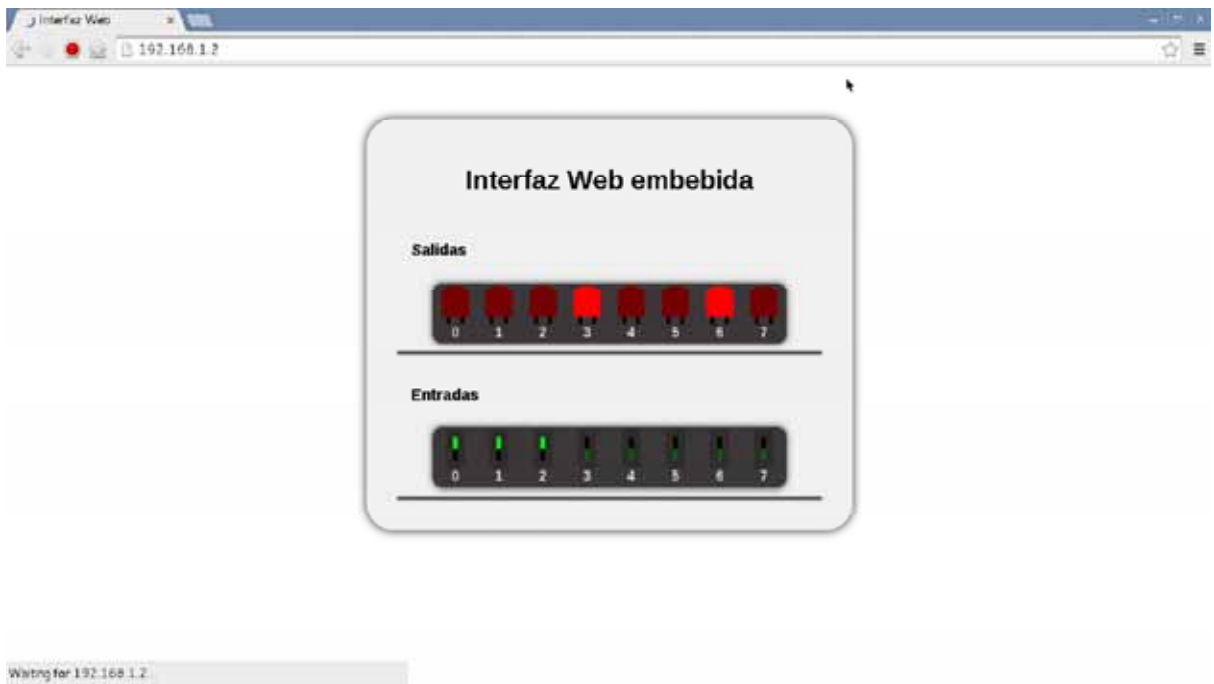 Interfaz Web
192.168.1.2
Interfaz Web embebida
Salidas
0 1 2 3 4 5 6 7
Entradas
0 1 2 3 4 5 6 7
Waiting for 192.168.1.2...